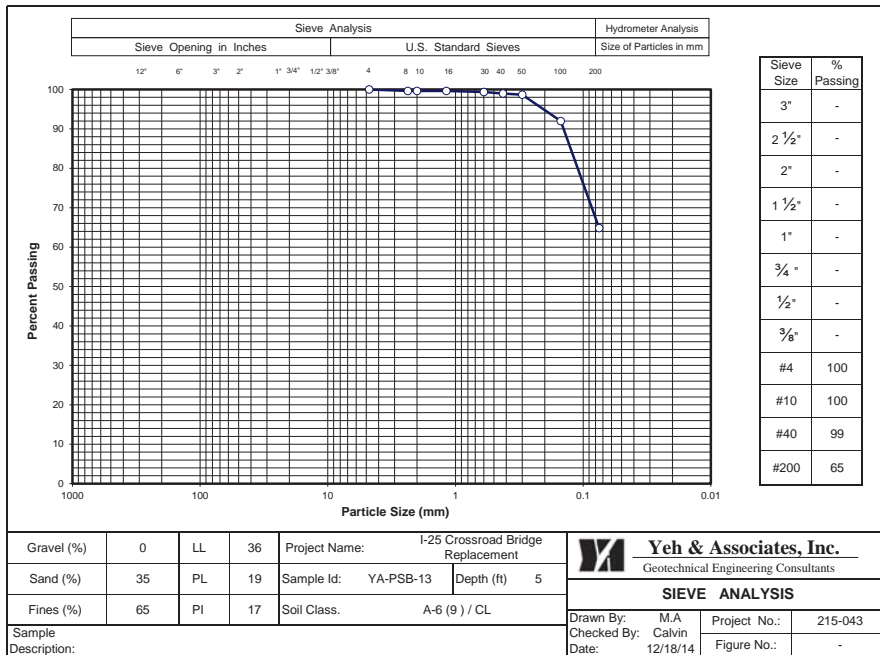 Sieve Analysis
Hydrometer Analysis
Sieve Opening in Inches
U.S. Standard Sieves
Size of Particles in mm
12" 6" 3" 2" 1" 3/4" 1/2" 3/8" 4 8 10 16 30 40 50 100 200
100
90
80
70
60
50
40
30
20
10
0
Percent Passing
1000 100 10 1 0.1 0.01
Particle Size (mm)
Sieve Size % Passing
3" -
2 ½" -
2" -
1 ½" -
1" -
¾ " -
½" -
⅜" -
#4 100
#10 100
#40 99
#200 65
Gravel (%) 0 LL 36 Project Name: I-25 Crossroad Bridge Replacement
Sand (%) 35 PL 19 Sample Id: YA-PSB-13 Depth (ft) 5
Fines (%) 65 PI 17 Soil Class. A-6 (9 ) / CL
Sample Description:
Yeh & Associates, Inc.
Geotechnical Engineering Consultants
SIEVE ANALYSIS
Drawn By: M.A
Checked By: Calvin
Date: 12/18/14
Project No.: 215-043
Figure No.: -